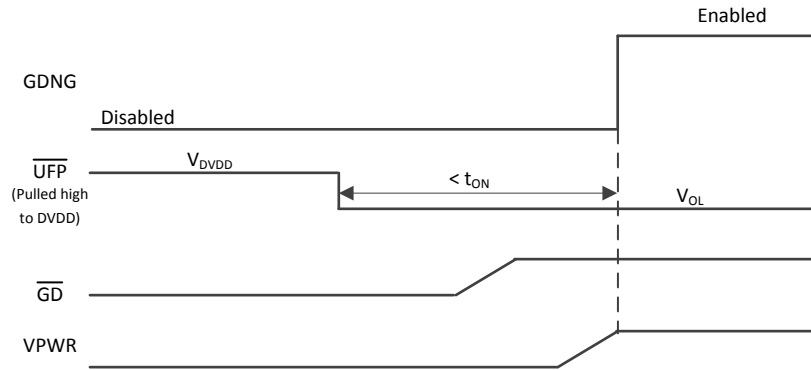 Enabled
GDNG
Disabled
UFP
(Pulled high
to DVDD)
VDVDD
< tON
VOL
GD
VPWR